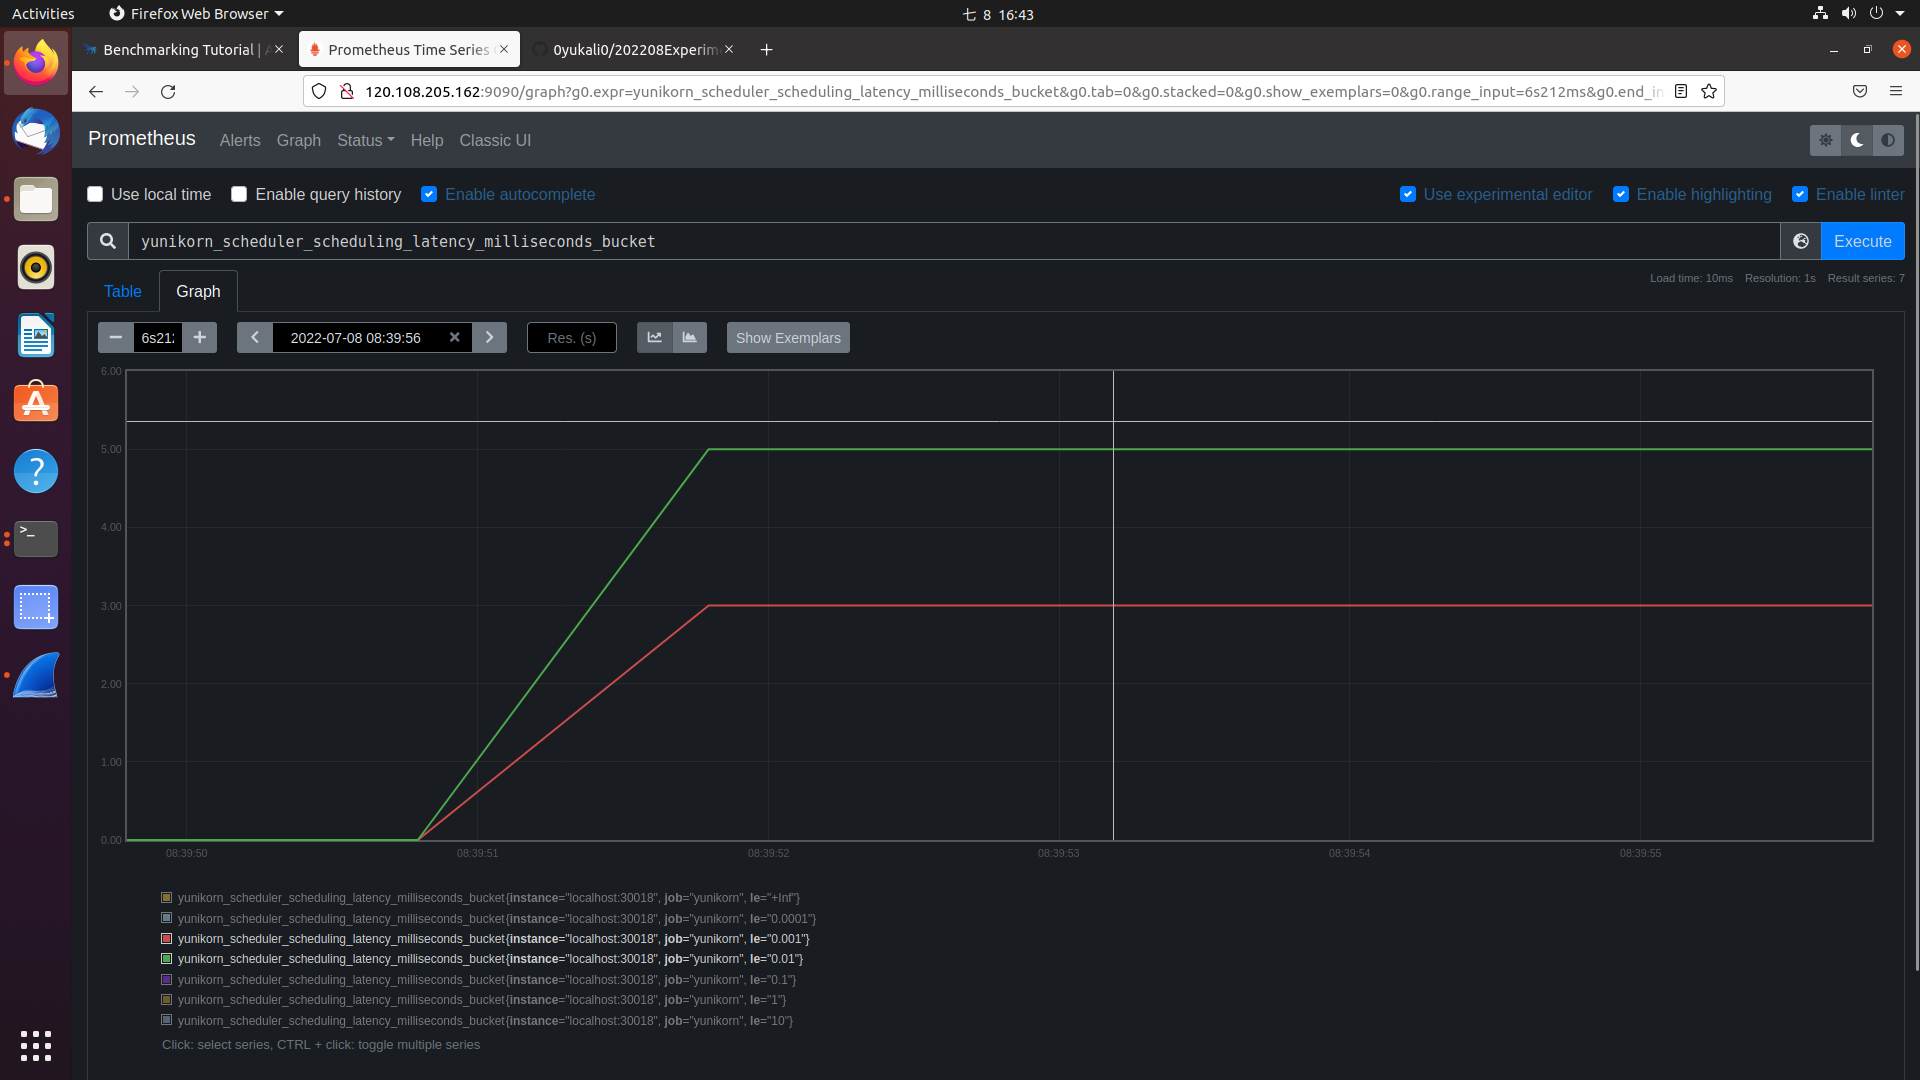 Activities Firefox Web Browser 七 8 16:43
Benchmarking Tutorial | A Prometheus Time Series 0yukali0/202208Experim
120.108.205.162:9090/graph?g0.expr=yunikorn_scheduler_scheduling_latency_milliseconds_bucket&g0.tab=0&g0.stacked=0&g0.show_exemplars=0&g0.range_input=6s212ms&g0.end_in
Prometheus Alerts Graph Status Help Classic UI
Use local time Enable query history Enable autocomplete Use experimental editor Enable highlighting Enable linter
yunikorn_scheduler_scheduling_latency_milliseconds_bucket Execute
Load time: 10ms Resolution: 1s Result series: 7
Table Graph
6s212 2022-07-08 08:39:56 Res. (s) Show Exemplars
6.00
5.00
4.00
3.00
2.00
1.00
0.00
08:39:50 08:39:51 08:39:52 08:39:53 08:39:54 08:39:55
yunikorn_scheduler_scheduling_latency_milliseconds_bucket{instance="localhost:30018", job="yunikorn", le="+Inf"}
yunikorn_scheduler_scheduling_latency_milliseconds_bucket{instance="localhost:30018", job="yunikorn", le="0.0001"}
yunikorn_scheduler_scheduling_latency_milliseconds_bucket{instance="localhost:30018", job="yunikorn", le="0.001"}
yunikorn_scheduler_scheduling_latency_milliseconds_bucket{instance="localhost:30018", job="yunikorn", le="0.01"}
yunikorn_scheduler_scheduling_latency_milliseconds_bucket{instance="localhost:30018", job="yunikorn", le="0.1"}
yunikorn_scheduler_scheduling_latency_milliseconds_bucket{instance="localhost:30018", job="yunikorn", le="1"}
yunikorn_scheduler_scheduling_latency_milliseconds_bucket{instance="localhost:30018", job="yunikorn", le="10"}
Click: select series, CTRL + click: toggle multiple series